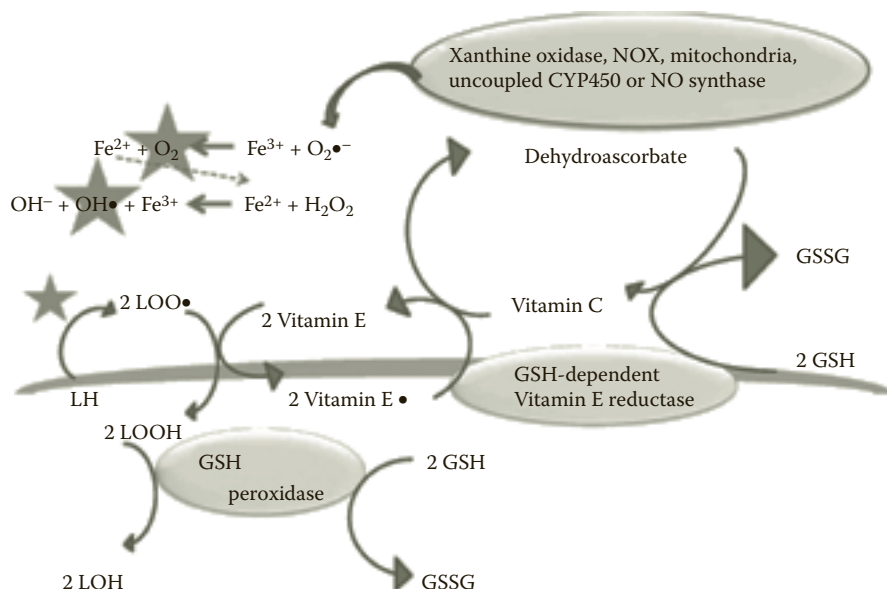 Xanthine oxidase, NOX, mitochondria,
uncoupled CYP450 or NO synthase
Fe²⁺ + O₂ Fe³⁺ + O₂•⁻
Dehydroascorbate
OH⁻ + OH• + Fe³⁺ Fe²⁺ + H₂O₂
GSSG
2 LOO•
2 Vitamin E
Vitamin C
2 GSH
LH
2 Vitamin E •
GSH-dependent
Vitamin E reductase
2 LOOH
GSH
peroxidase
2 GSH
2 LOH
GSSG